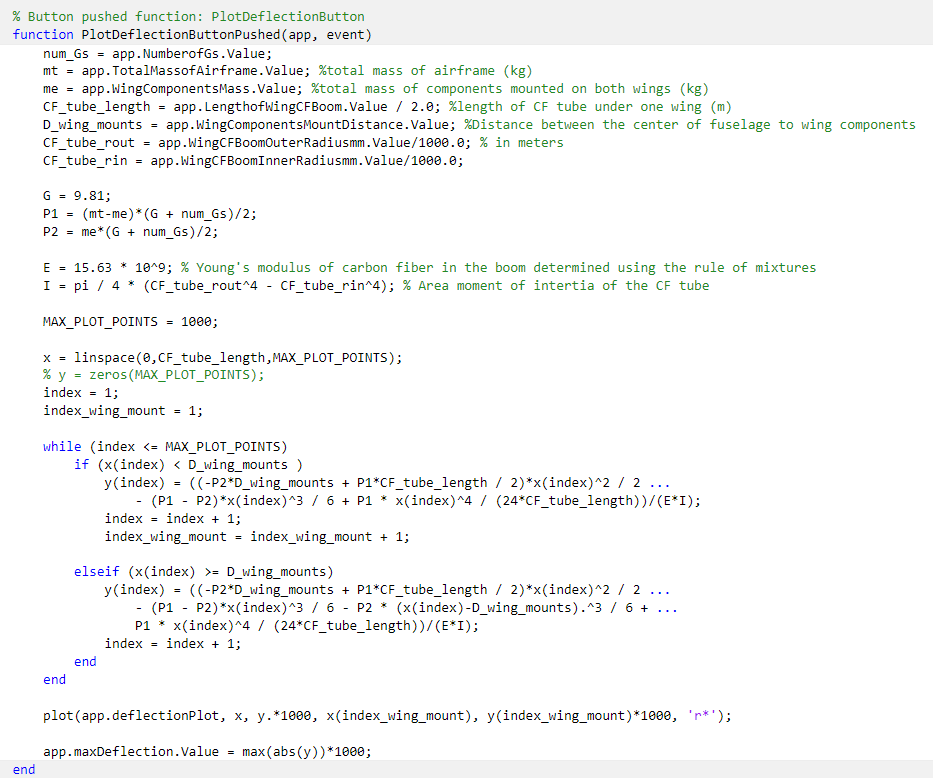 % Button pushed function: PlotDeflectionButton
function PlotDeflectionButtonPushed(app, event)
num_Gs = app.NumberofGs.Value;
mt = app.TotalMassofAirframe.Value; %total mass of airframe (kg)
me = app.WingComponentsMass.Value; %total mass of components mounted on both wings (kg)
CF_tube_length = app.LengthofWingCFBoom.Value / 2.0; %length of CF tube under one wing (m)
D_wing_mounts = app.WingComponentsMountDistance.Value; %Distance between the center of fuselage to wing components
CF_tube_rout = app.WingCFBoomOuterRadiusmm.Value/1000.0; % in meters
CF_tube_rin = app.WingCFBoomInnerRadiusmm.Value/1000.0;
G = 9.81;
P1 = (mt-me)*(G + num_Gs)/2;
P2 = me*(G + num_Gs)/2;
E = 15.63 * 10^9; % Young's modulus of carbon fiber in the boom determined using the rule of mixtures
I = pi / 4 * (CF_tube_rout^4 - CF_tube_rin^4); % Area moment of intertia of the CF tube
MAX_PLOT_POINTS = 1000;
x = linspace(0,CF_tube_length,MAX_PLOT_POINTS);
% y = zeros(MAX_PLOT_POINTS);
index = 1;
index_wing_mount = 1;
while (index <= MAX_PLOT_POINTS)
if (x(index) < D_wing_mounts )
y(index) = ((-P2*D_wing_mounts + P1*CF_tube_length / 2)*x(index)^2 / 2 ...
- (P1 - P2)*x(index)^3 / 6 + P1 * x(index)^4 / (24*CF_tube_length))/(E*I);
index = index + 1;
index_wing_mount = index_wing_mount + 1;
elseif (x(index) >= D_wing_mounts)
y(index) = ((-P2*D_wing_mounts + P1*CF_tube_length / 2)*x(index)^2 / 2 ...
- (P1 - P2)*x(index)^3 / 6 - P2 * (x(index)-D_wing_mounts).^3 / 6 + ...
P1 * x(index)^4 / (24*CF_tube_length))/(E*I);
index = index + 1;
end
end
plot(app.deflectionPlot, x, y.*1000, x(index_wing_mount), y(index_wing_mount)*1000, 'r*');
app.maxDeflection.Value = max(abs(y))*1000;
end